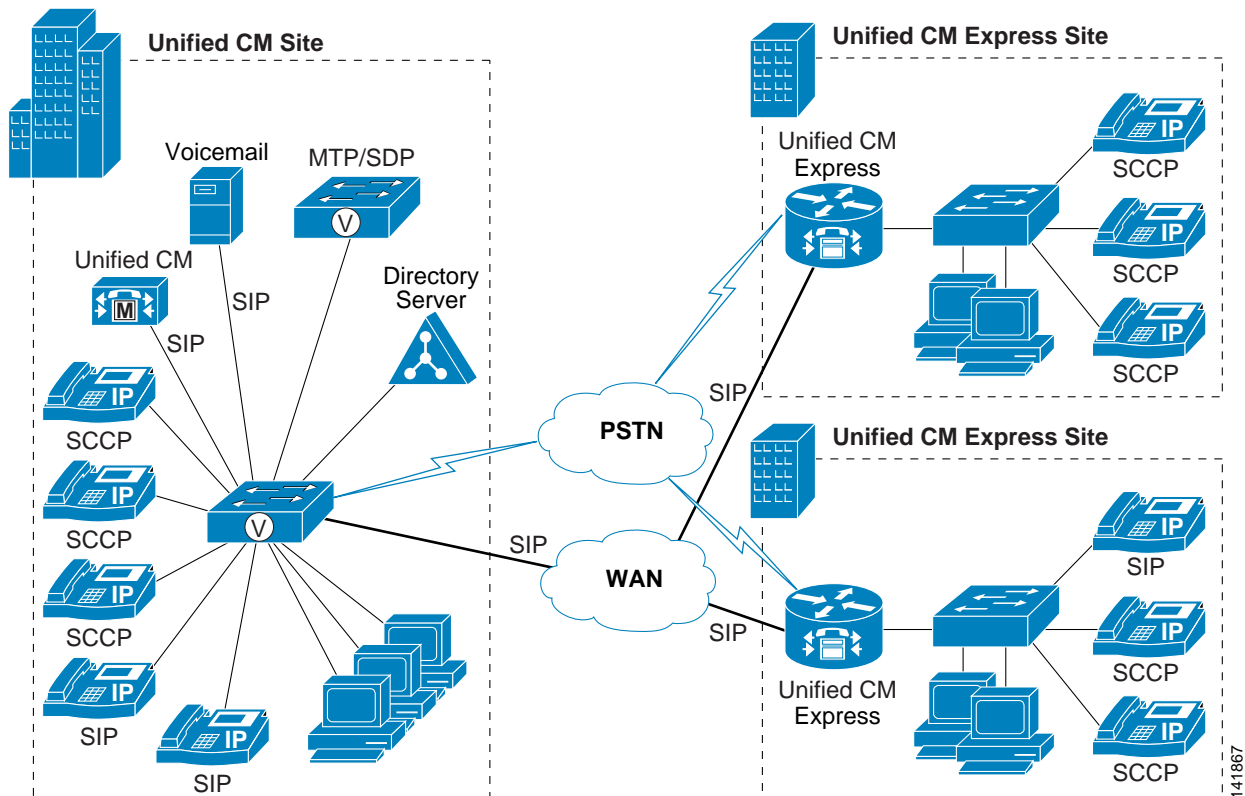 Unified CM Site
Voicemail
MTP/SDP
V
Unified CM
M
SIP
SIP
Directory
Server
IP
SCCP
IP
SCCP
IP
SCCP
IP
SIP
IP
SIP
V
PSTN
SIP
WAN
SIP
SIP
Unified CM Express Site
Unified CM
Express
IP
SCCP
IP
SCCP
IP
SCCP
Unified CM Express Site
Unified CM
Express
IP
SIP
IP
SCCP
IP
SCCP
141867